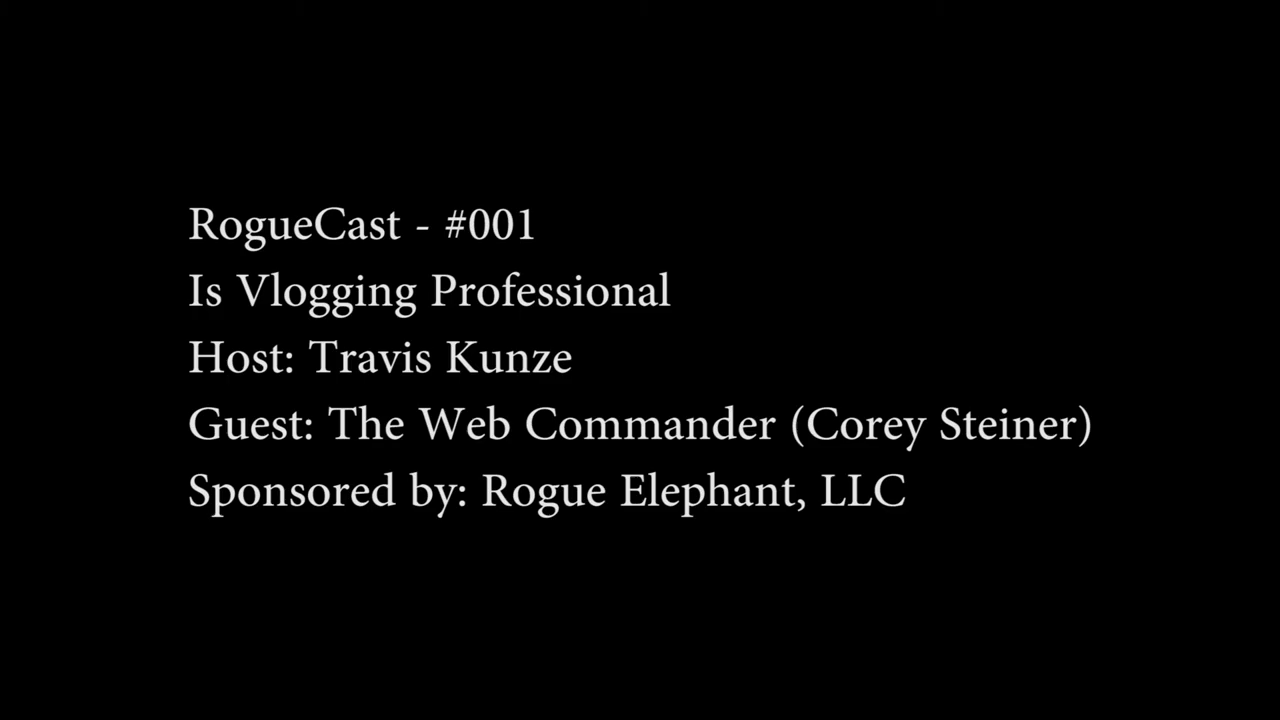 RogueCast - #001
Is Vlogging Professional
Host: Travis Kunze
Guest: The Web Commander (Corey Steiner)
Sponsored by: Rogue Elephant, LLC